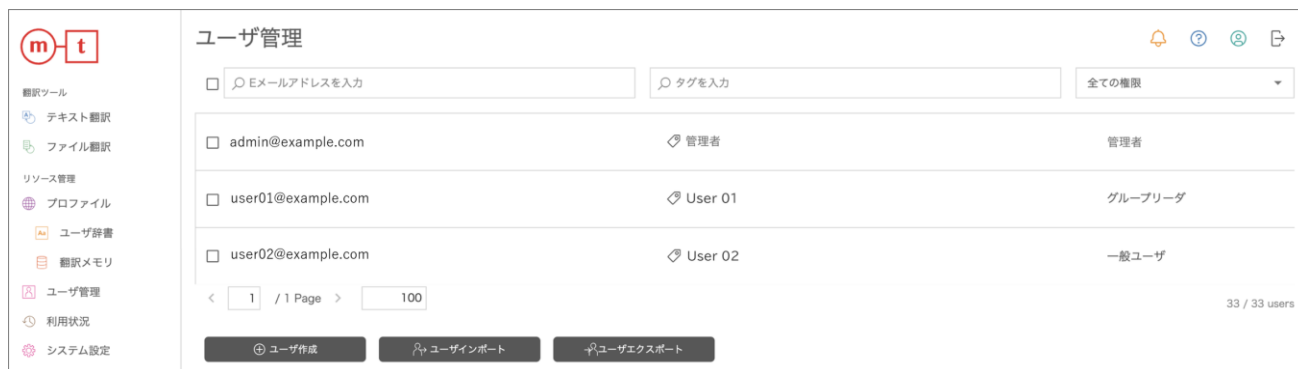 m t
翻訳ツール
テキスト翻訳
ファイル翻訳
リソース管理
プロファイル
Aa ユーザ辞書
翻訳メモリ
ユーザ管理
利用状況
システム設定
ユーザ管理
?
Eメールアドレスを入力 タグを入力 全ての権限
admin@example.com 管理者 管理者
user01@example.com User 01 グループリーダ
user02@example.com User 02 一般ユーザ
< 1 / 1 Page > 100
33 / 33 users
ユーザ作成 ユーザインポート ユーザエクスポート